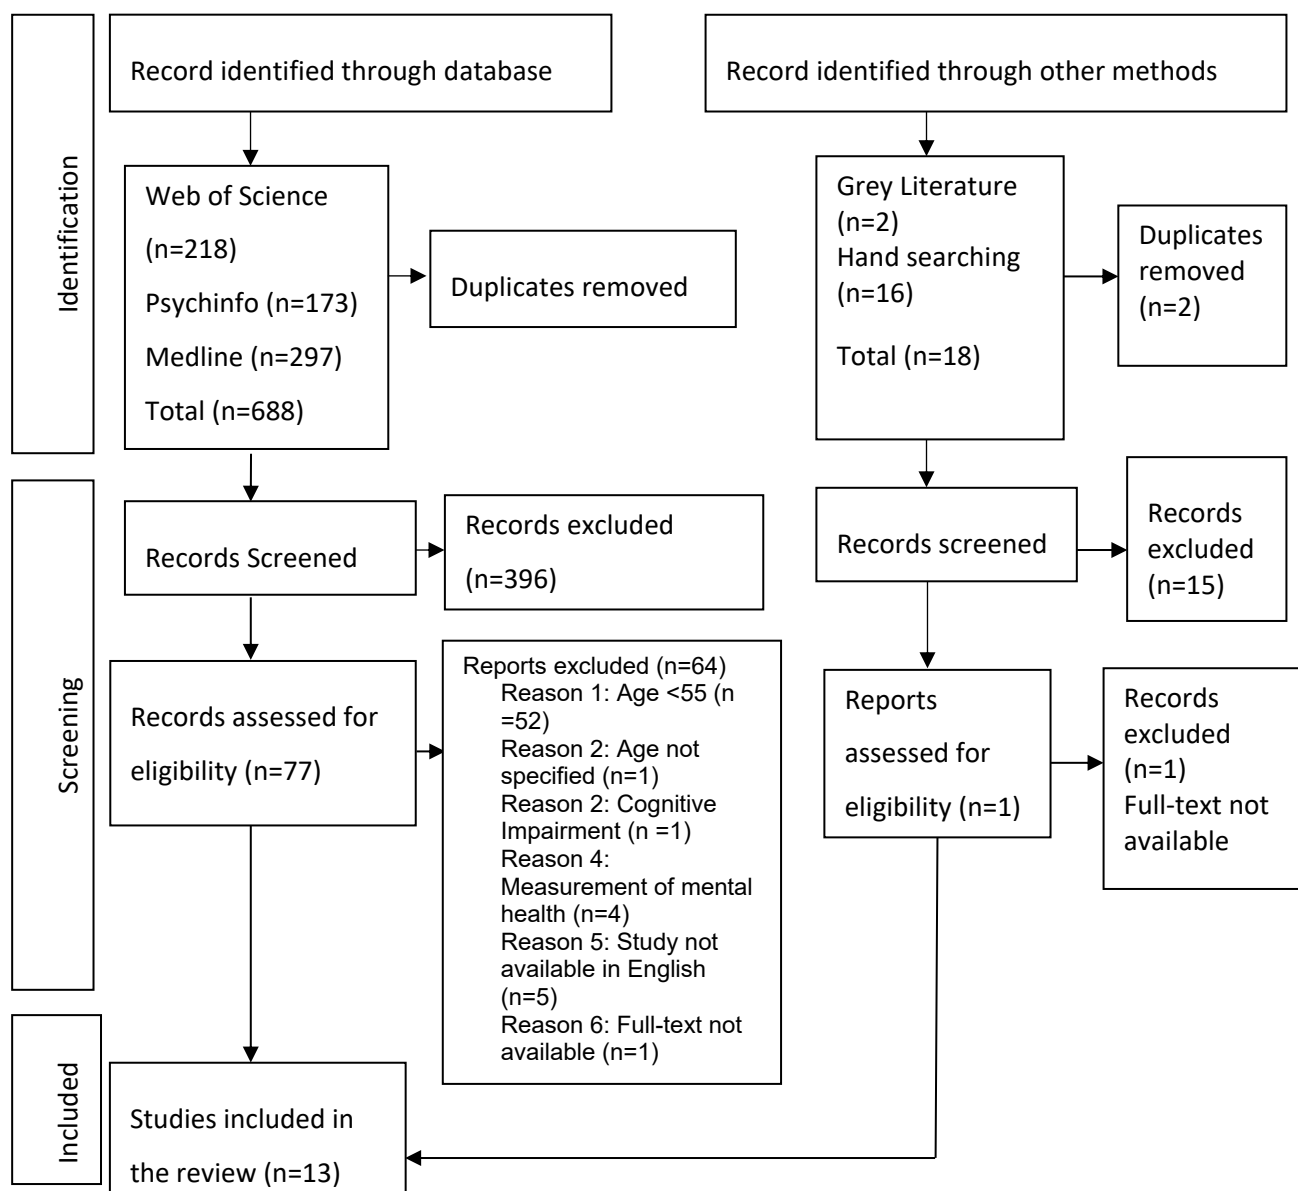 Identification
Record identified through database
Web of Science
(n=218)
Psychinfo (n=173)
Medline (n=297)
Total (n=688)
Duplicates removed
Record identified through other methods
Grey Literature
(n=2)
Hand searching
(n=16)
Total (n=18)
Duplicates
removed
(n=2)
Screening
Records Screened
Records excluded
(n=396)
Records assessed for
eligibility (n=77)
Reports excluded (n=64)
Reason 1: Age <55 (n
=52)
Reason 2: Age not
specified (n=1)
Reason 2: Cognitive
Impairment (n =1)
Reason 4:
Measurement of mental
health (n=4)
Reason 5: Study not
available in English
(n=5)
Reason 6: Full-text not
available (n=1)
Records screened
Records
excluded
(n=15)
Reports
assessed for
eligibility (n=1)
Records
excluded
(n=1)
Full-text not
available
Included
Studies included in
the review (n=13)